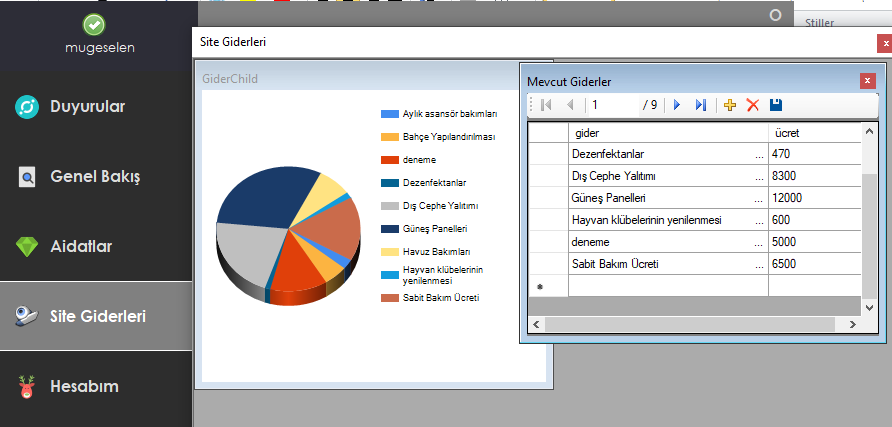 mugeselen
Duyurular
Genel Bakış
Aidatlar
Site Giderleri
Hesabım
Stiller
Site Giderleri
GiderChild
Aylık asansör bakımları
Bahçe Yapılandırılması
deneme
Dezenfektanlar
Dış Cephe Yalıtımı
Güneş Panelleri
Havuz Bakımları
Hayvan klübelerinin
yenilenmesi
Sabit Bakım Ücreti
Mevcut Giderler
1 / 9
gider ücret
Dezenfektanlar ... 470
Dış Cephe Yalıtımı ... 8300
Güneş Panelleri ... 12000
Hayvan klübelerinin yenilenmesi ... 600
deneme ... 5000
Sabit Bakım Ücreti ... 6500